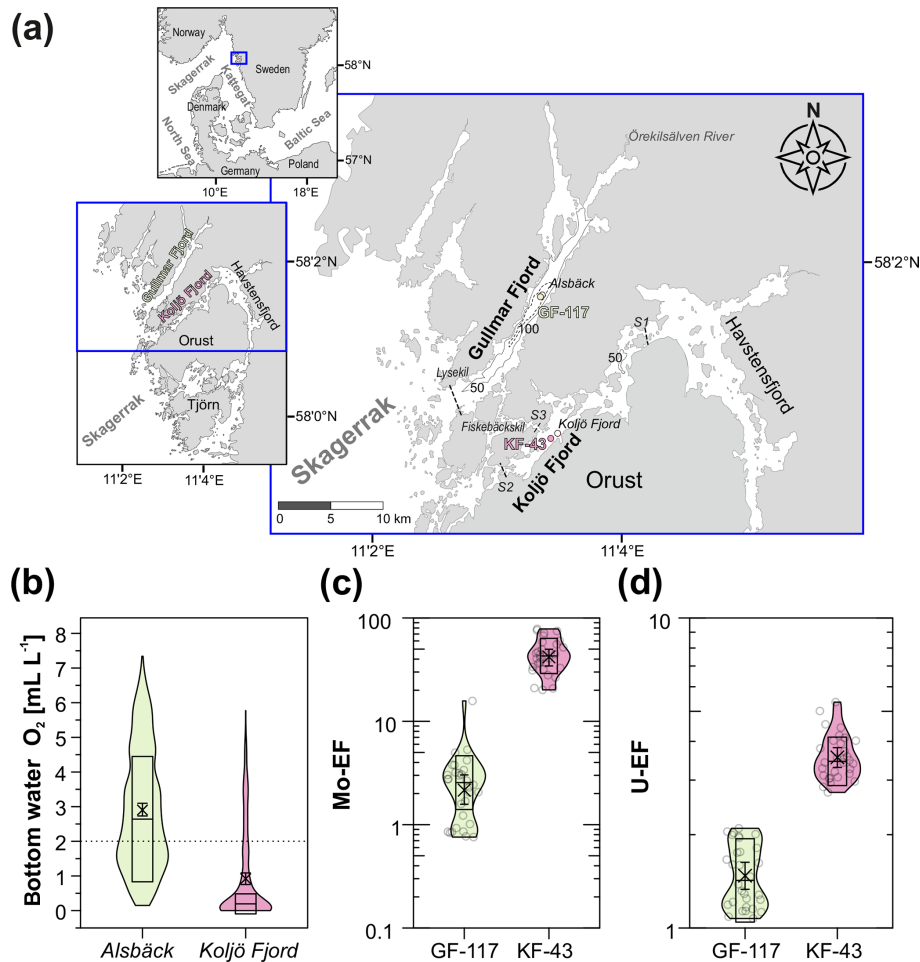 (a)
Norway
Skagerrak
Kattegat
Sweden
Denmark
North Sea
Baltic Sea
Germany
Poland
58°N
57°N
10°E
18°E
Gullmar Fjord
Koljö Fjord
Havstensfjord
Orust
Tjörn
Skagerrak
58'2°N
58'0°N
11'2°E
11'4°E
N
Örekilsälven River
Gullmar Fjord
Alsbäck
GF-117
100
50
Lysekil
Fiskebäckskil
S3
S1
50
Koljö Fjord
KF-43
S2
Koljö Fjord
Havstensfjord
Orust
Skagerrak
0 5 10 km
58'2°N
11'2°E
11'4°E
(b)
Bottom water O₂ [mL L⁻¹]
8
7
6
5
4
3
2
1
0
Alsbäck Koljö Fjord
(c)
Mo-EF
100
10
1
0.1
GF-117 KF-43
(d)
U-EF
10
1
GF-117 KF-43